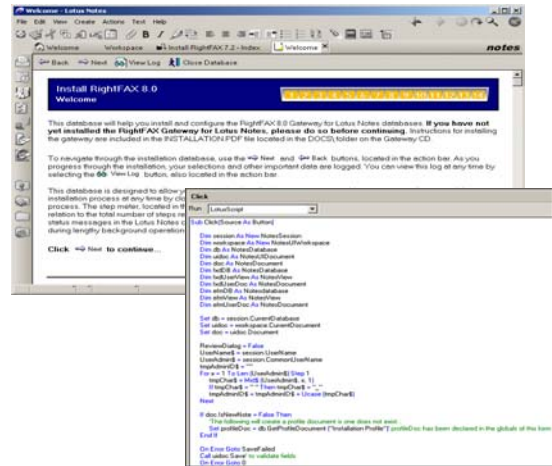 Welcome - Lotus Notes
File Edit View Create Actions Text Help
Welcome Workspace Install RightFAX 7.2 - Index Welcome
notes
Back Next View Log Close Database
Install RightFAX 8.0
Welcome
This database will help you install and configure the RightFAX 8.0 Gateway for Lotus Notes databases. If you have not
yet installed the RightFAX Gateway for Lotus Notes, please do so before continuing. Instructions for installing
the gateway are included in the INSTALLATION.PDF file located in the DOCS\ folder on the Gateway CD.
To navigate through the installation database, use the Next and Back buttons, located in the action bar. As you
progress through the installation, your selections and other important data are logged. You can view this log at any time by
selecting the View Log button, also located in the action bar.
This database is designed to allow
installation process at any time by
process. The step meter, located in
relation to the total number of steps
status messages in the Lotus Notes
during lengthy background operation
Click Next to continue...
Click
Run LotusScript
Sub Click(Source As Button)
Dim session As New NotesSession
Dim workspace As New NotesUIWorkspace
Dim db As NotesDatabase
Dim uidoc As NotesUIDocument
Dim doc As NotesDocument
Dim fxdDB As NotesDatabase
Dim fxdUserView As NotesView
Dim fxdUserDoc As NotesDocument
Dim elmDB As Notesdatabase
Dim elmView As NotesView
Dim elmUserDoc As NotesDocument
Set db = session.CurrentDatabase
Set uidoc = workspace.CurrentDocument
Set doc = uidoc.Document
ReviewDialog = False
UserName$ = session.UserName
UserAdmin$ = session.CommonUserName
tmpAdminID$ = ""
For x = 1 To Len (UserAdmin$) Step 1
tmpChar$ = Mid$ (UserAdmin$, x, 1)
If tmpChar$ = " " Then tmpChar$ = "_"
tmpAdminID$ = tmpAdminID$ + Ucase (tmpChar$)
Next
If doc.IsNewNote = False Then
'The following will create a profile document is one does not exist...
Set profileDoc = db.GetProfileDocument ("Installation Profile") 'profileDoc has been declared in the globals of this form
End If
On Error Goto SaveFailed
Call uidoc.Save' to validate fields
On Error Goto 0